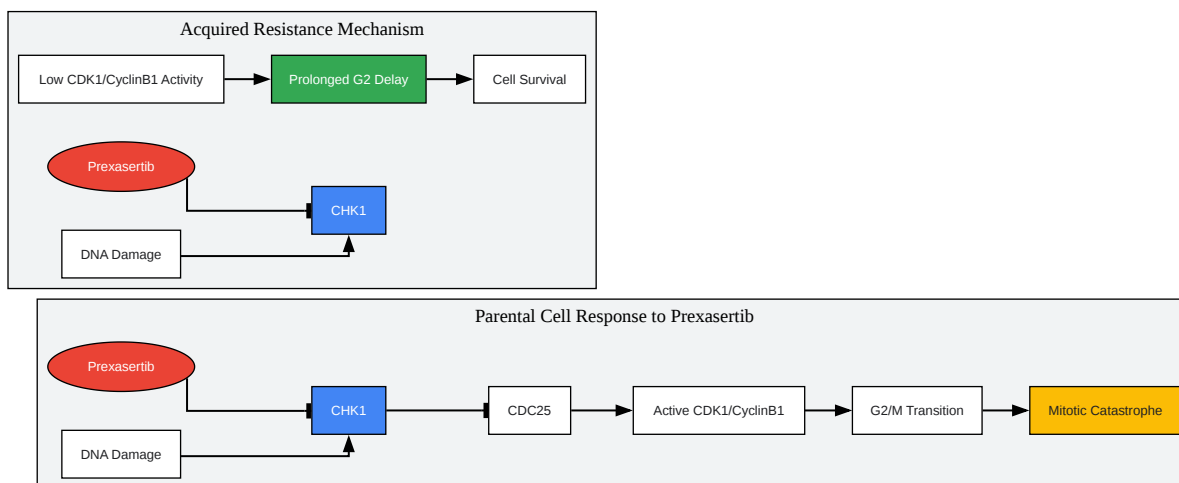 Acquired Resistance Mechanism
Low CDK1/CyclinB1 Activity
Prolonged G2 Delay
Cell Survival
Prexasertib
CHK1
DNA Damage
Parental Cell Response to Prexasertib
Prexasertib
CHK1
CDC25
Active CDK1/CyclinB1
G2/M Transition
Mitotic Catastrophe
DNA Damage